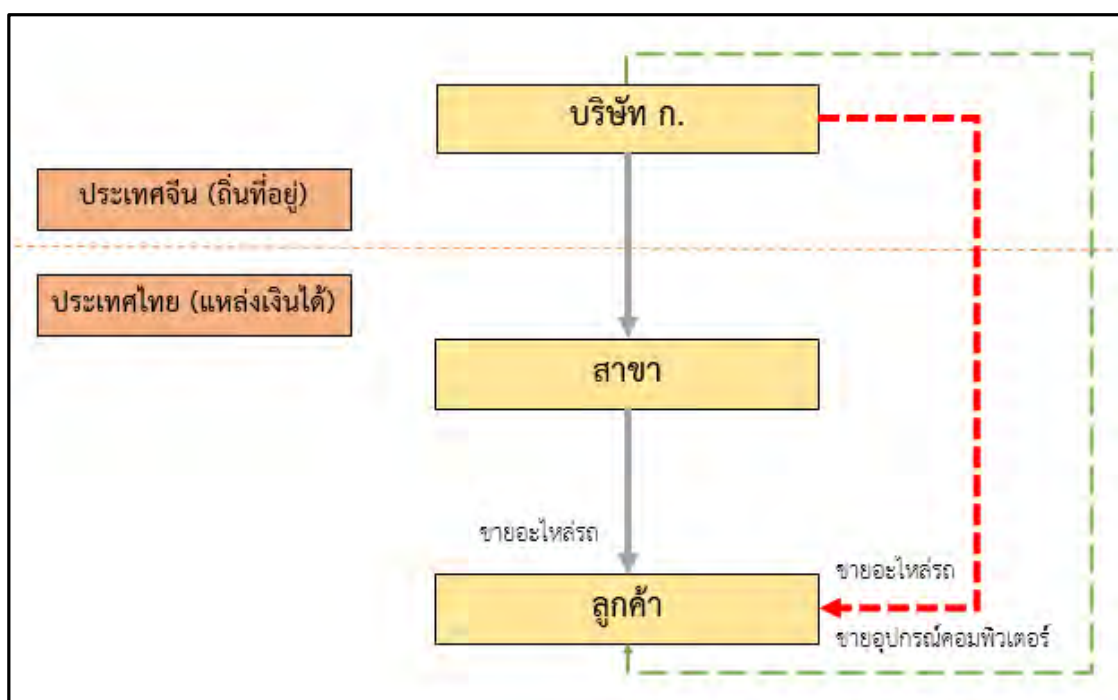 บริษัท ก.
ประเทศจีน (ถิ่นที่อยู่)
ประเทศไทย (แหล่งเงินได้)
สาขา
ขายอะไหล่รถ
ขายอะไหล่รถ
ลูกค้า
ขายอุปกรณ์คอมพิวเตอร์